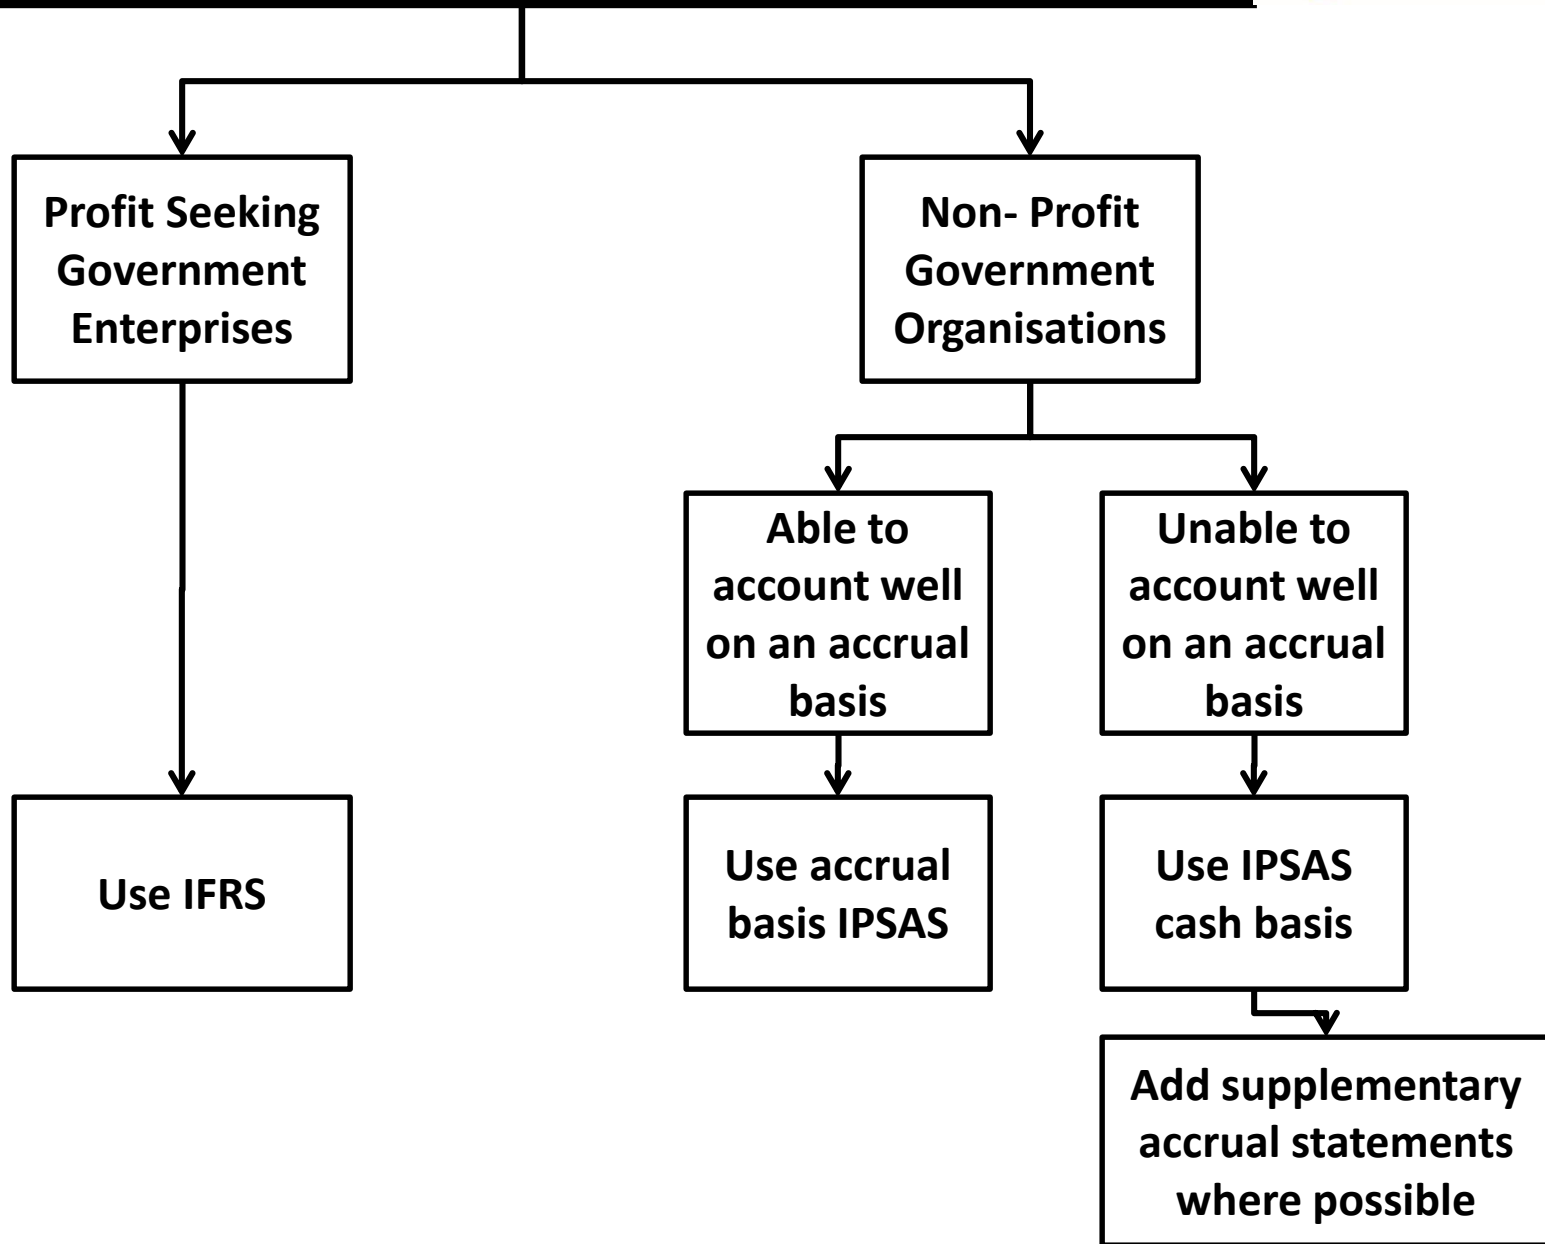 Profit Seeking
Government
Enterprises
Non- Profit
Government
Organisations
Able to
account well
on an accrual
basis
Unable to
account well
on an accrual
basis
Use IFRS
Use accrual
basis IPSAS
Use IPSAS
cash basis
Add supplementary
accrual statements
where possible